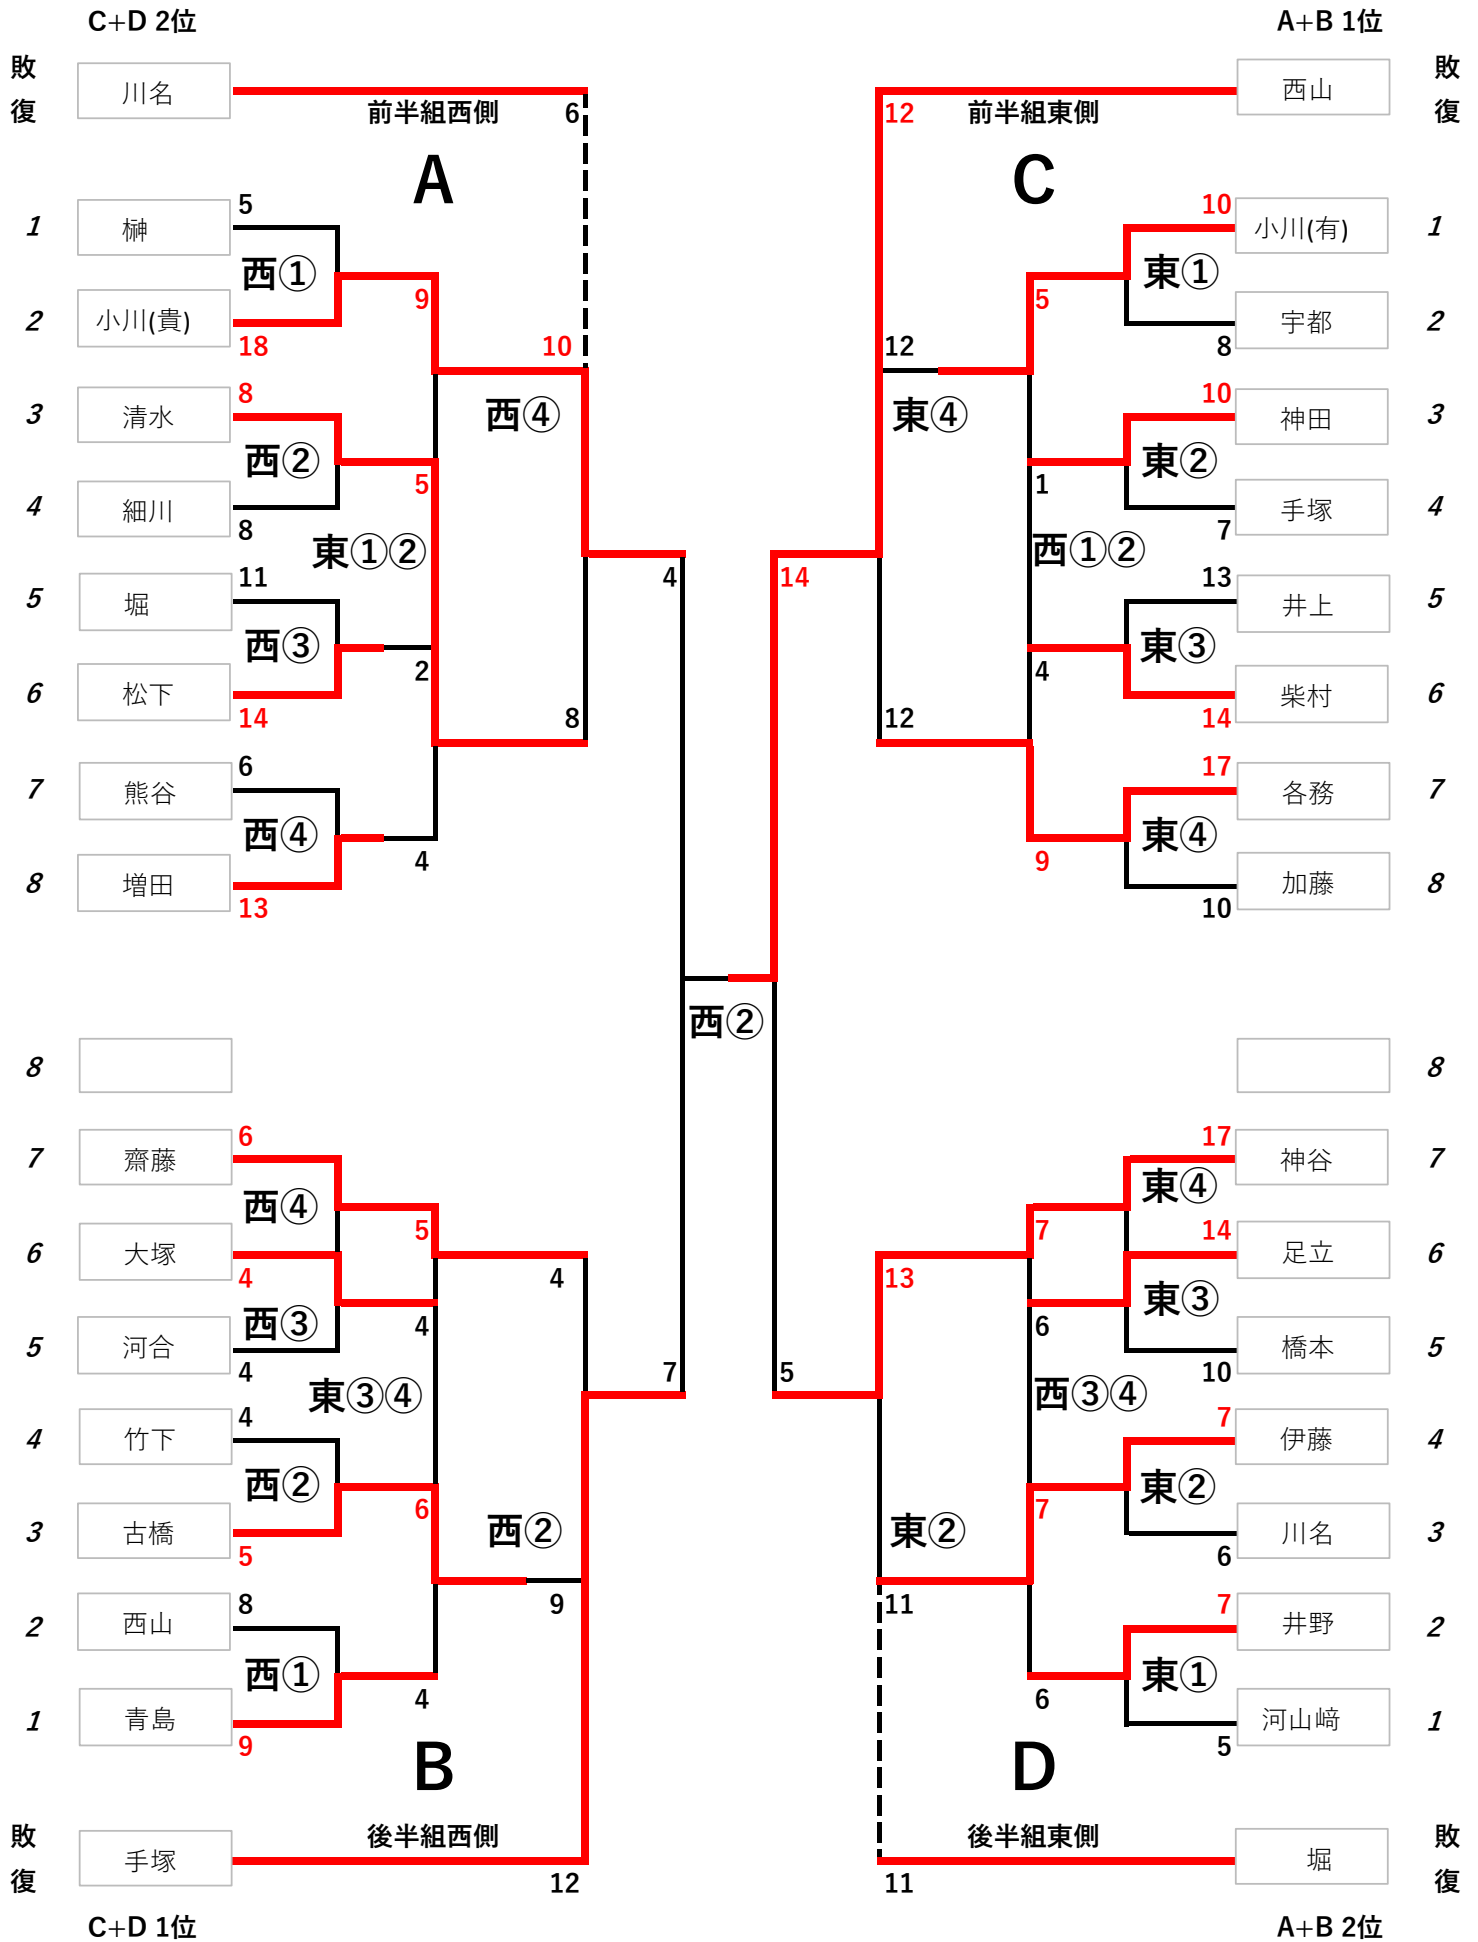 C+D 2位
A+B 1位
敗
復
川名
前半組西側
6
12
前半組東側
西山
敗
復
A
C
1
榊
5
西①
2
小川(貴)
18
9
10
3
清水
8
西②
4
細川
8
5
西④
東①②
5
堀
11
西③
6
松下
14
2
8
7
熊谷
6
西④
8
増田
13
4
4
10
小川(有)
1
東①
5
宇都
2
8
12
東④
10
神田
3
東②
1
手塚
4
7
西①②
14
13
井上
5
東③
4
柴村
6
14
12
17
各務
7
東④
9
加藤
8
10
西②
8
7
齋藤
6
西④
5
6
大塚
4
西③
4
5
河合
4
4
7
東③④
4
竹下
4
西②
3
古橋
5
6
西②
9
2
西山
8
西①
1
青島
9
4
B
8
17
神谷
7
東④
7
14
足立
6
13
東③
6
橋本
5
10
5
西③④
7
伊藤
4
東②
7
川名
3
6
東②
11
7
井野
2
東①
6
河山﨑
1
5
D
敗
復
手塚
後半組西側
12
11
後半組東側
堀
敗
復
C+D 1位
A+B 2位